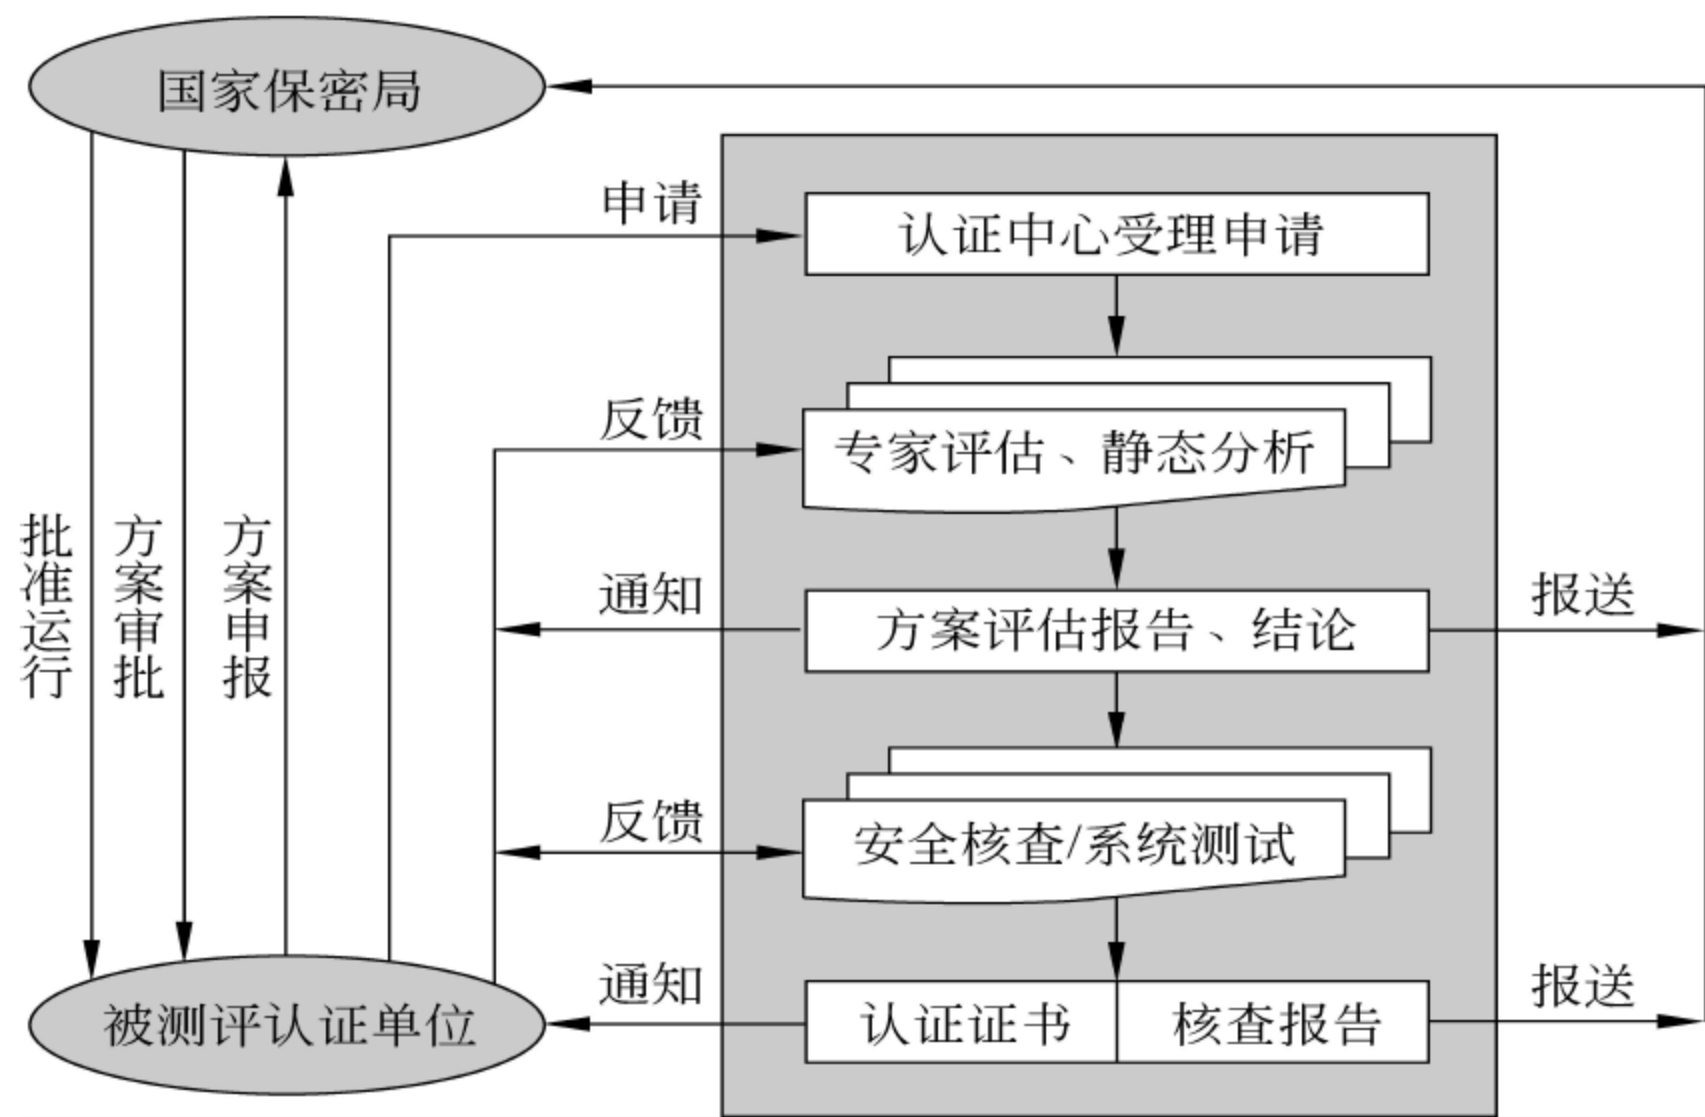 国家保密局
申请
认证中心受理申请
反馈
专家评估、静态分析
批准运行
方案审批
方案申报
通知
方案评估报告、结论
报送
反馈
安全核查/系统测试
通知
被测评认证单位
认证证书
核查报告
报送